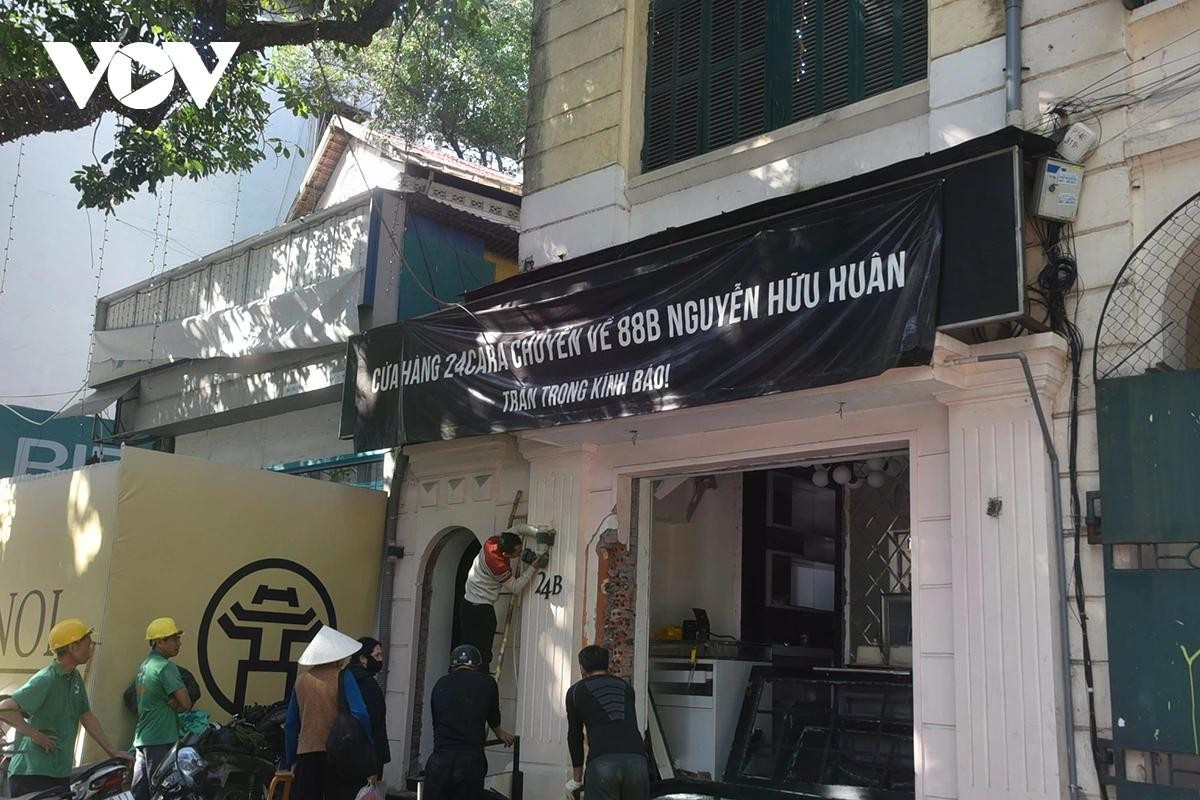 VOV
CỬA HÀNG 24CARA CHUYỂN VỀ 88B NGUYỄN HỮU HUÂN
TRÂN TRỌNG KÍNH BÁO!
24B
NOI